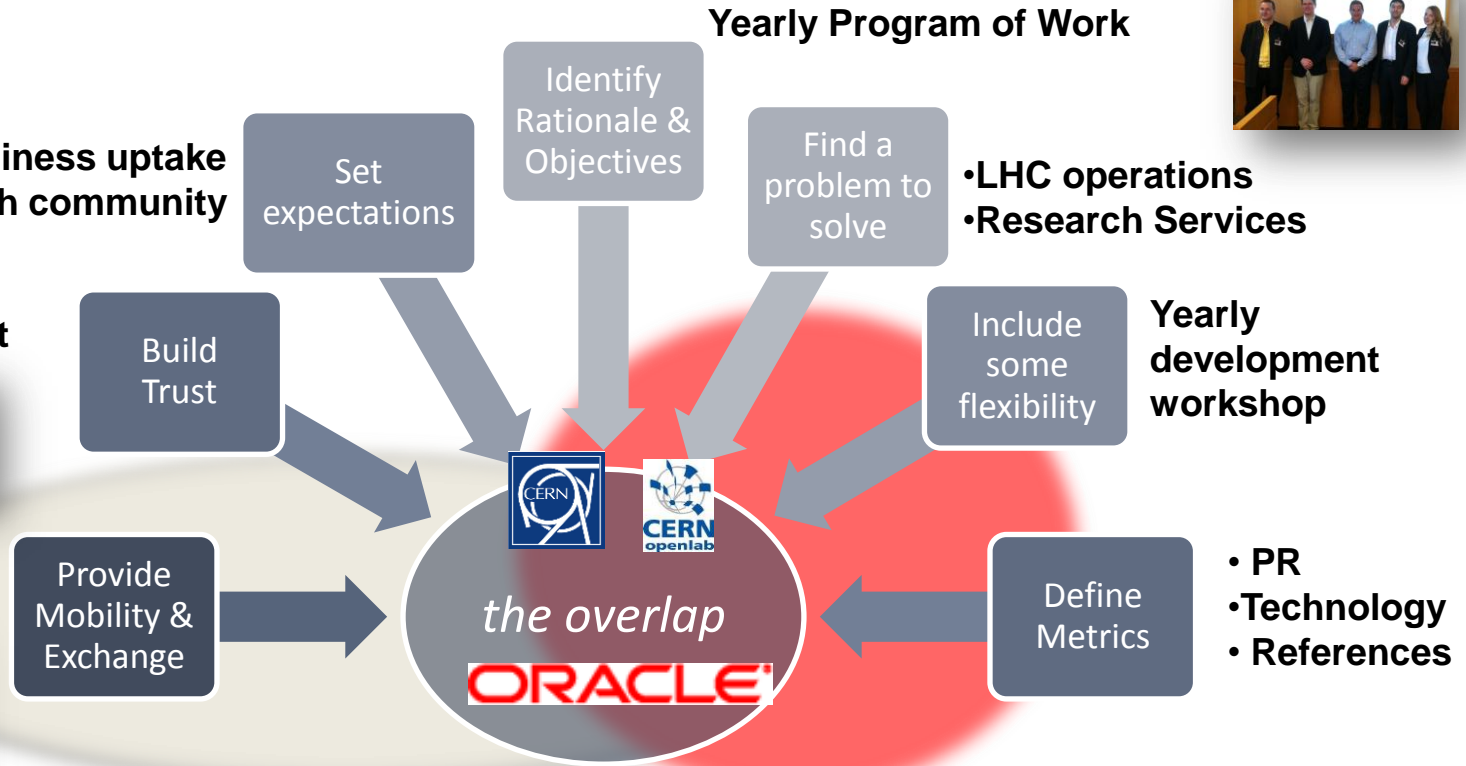 Yearly Program of Work
Identify
Rationale &
Objectives
Set
expectations
uptake
community
Find a
problem to
solve
•LHC operations
•Research Services
Build
Trust
Include
some
flexibility
Yearly
development
workshop
CERN
CERN
openlab
the overlap
ORACLE
Provide
Mobility &
Exchange
Define
Metrics
• PR
•Technology
• References